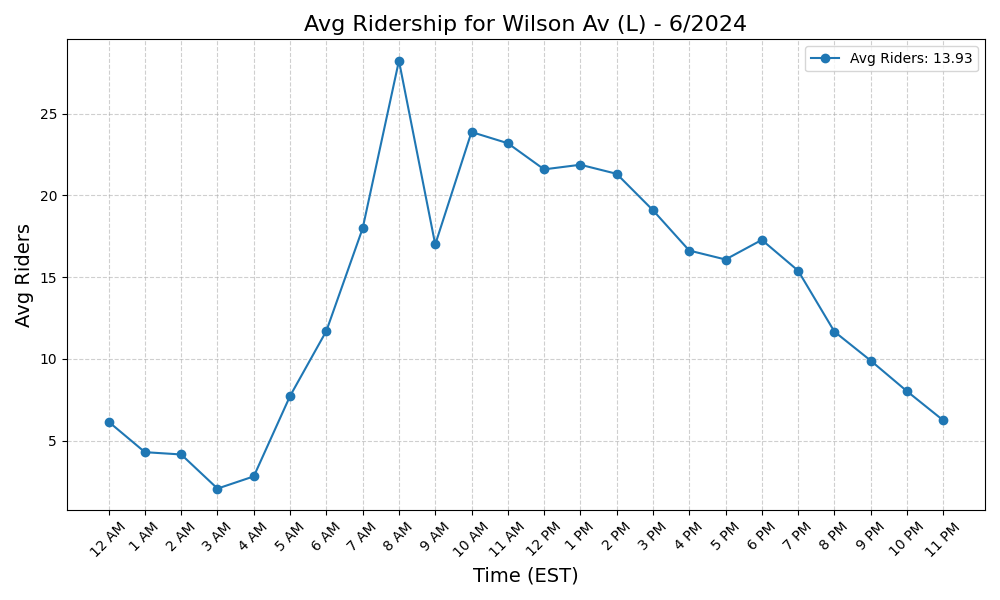 Avg Ridership for Wilson Av (L) - 6/2024
Avg Riders: 13.93
Avg Riders
25
20
15
10
5
12 AM 1 AM 2 AM 3 AM 4 AM 5 AM 6 AM 7 AM 8 AM 9 AM 10 AM 11 AM 12 PM 1 PM 2 PM 3 PM 4 PM 5 PM 6 PM 7 PM 8 PM 9 PM 10 PM 11 PM
Time (EST)